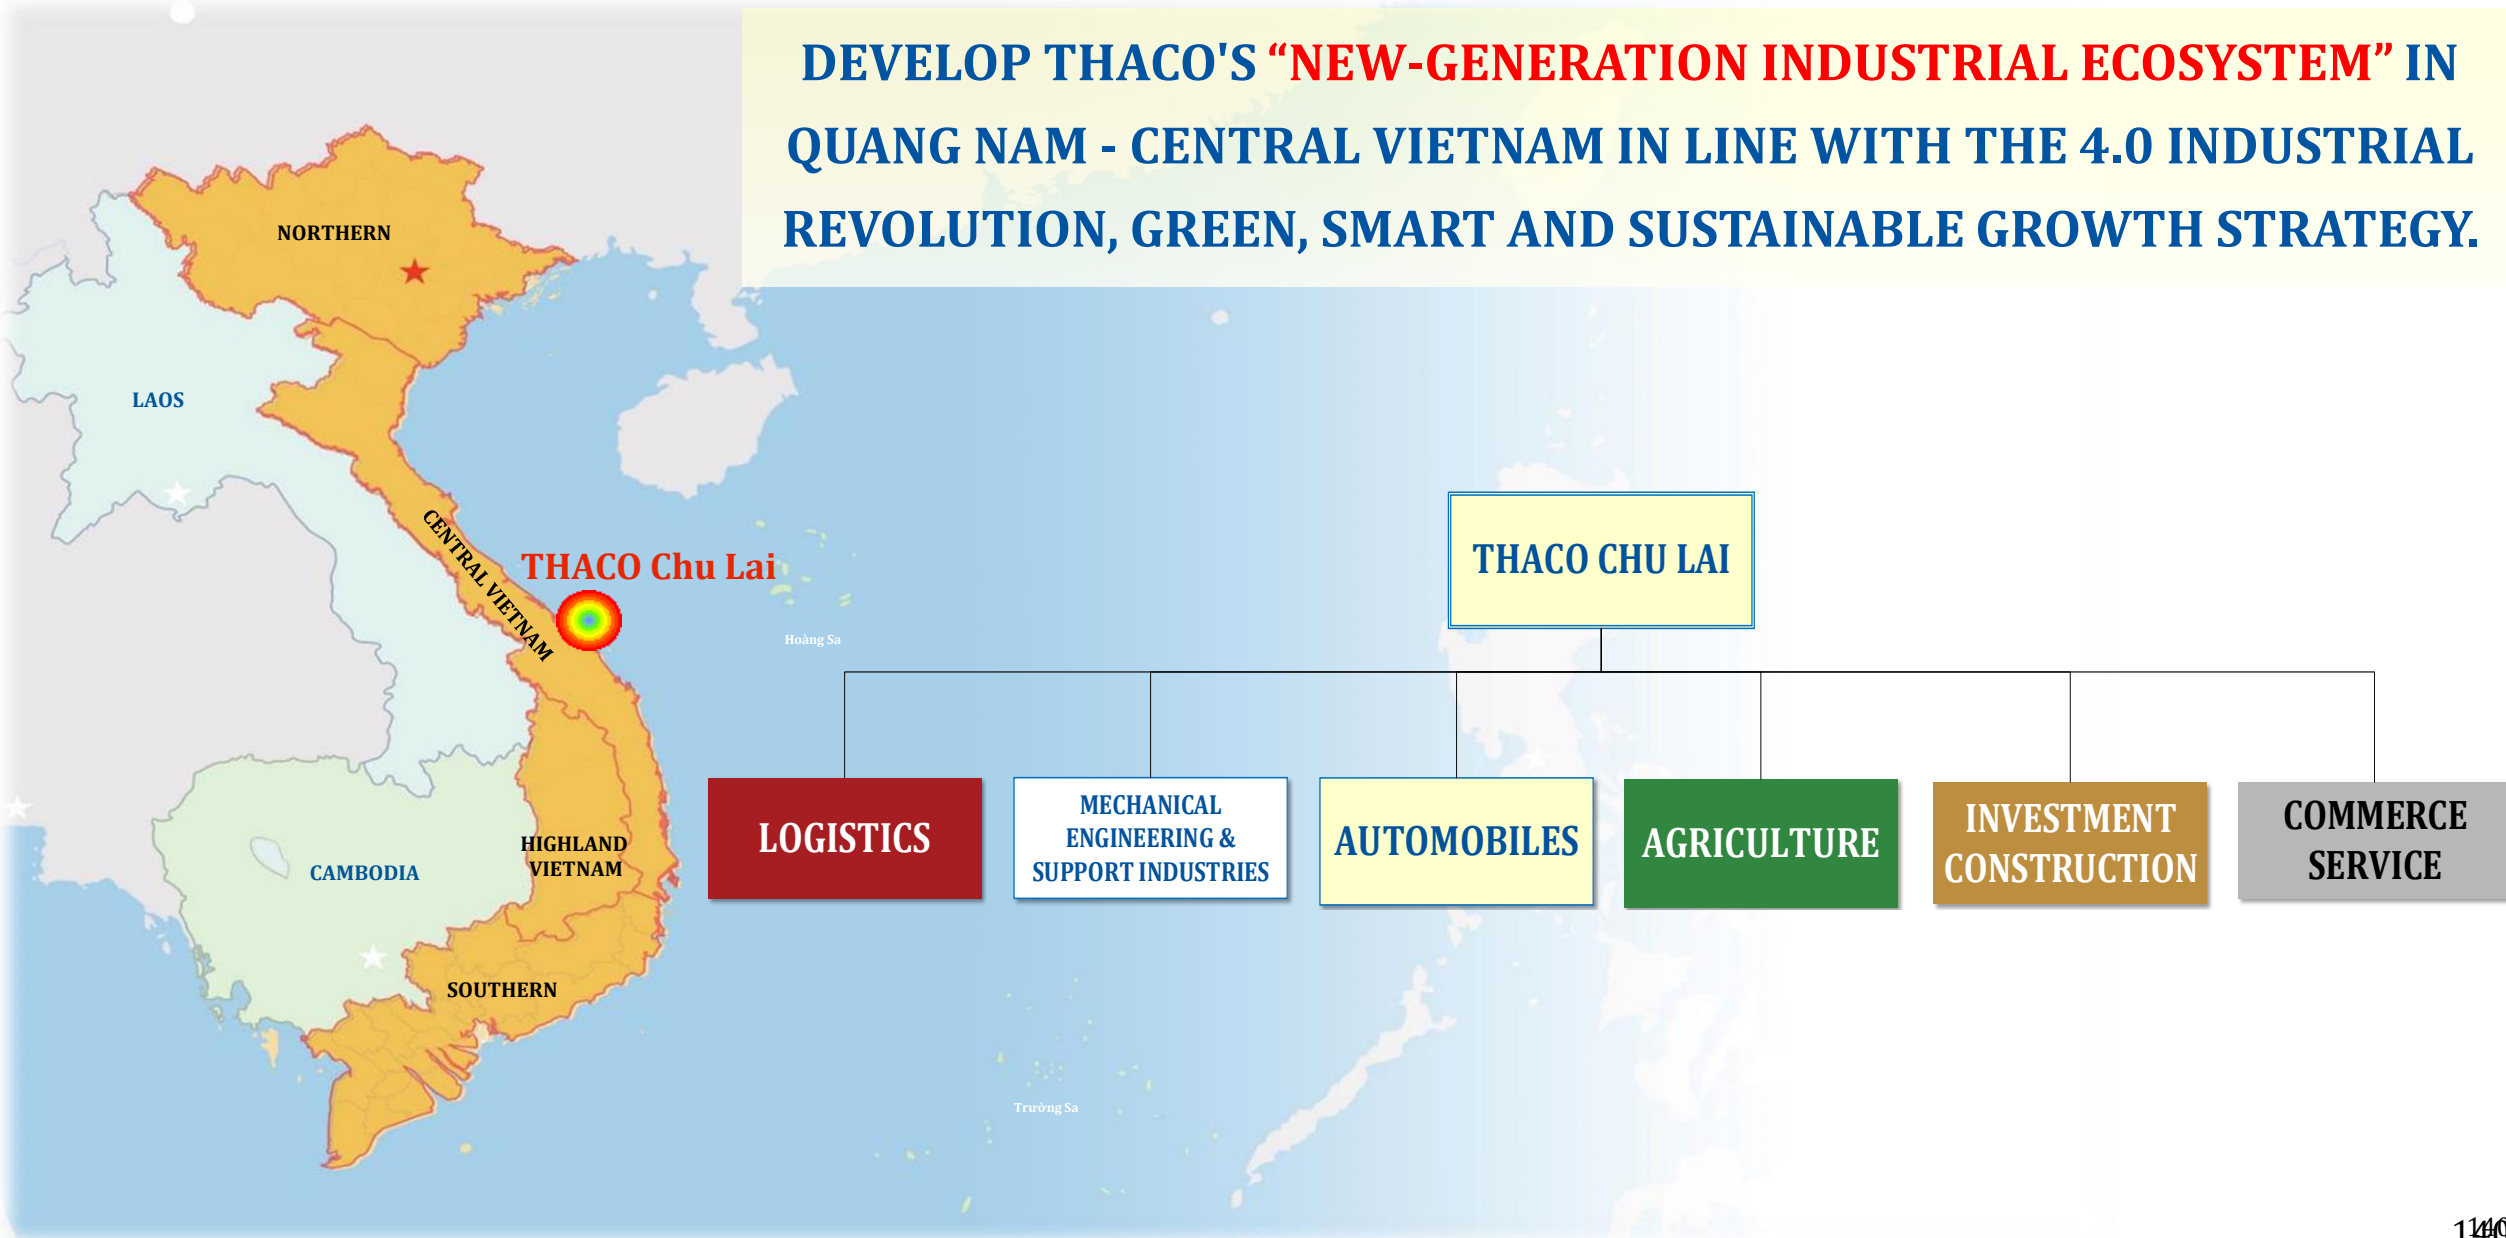 DEVELOP THACO'S “NEW-GENERATION INDUSTRIAL ECOSYSTEM” IN
QUANG NAM - CENTRAL VIETNAM IN LINE WITH THE 4.0 INDUSTRIAL
REVOLUTION, GREEN, SMART AND SUSTAINABLE GROWTH STRATEGY.
NORTHERN
LAOS
CENTRAL VIETNAM
THACO Chu Lai
Hoàng Sa
HIGHLAND
VIETNAM
CAMBODIA
SOUTHERN
Trường Sa
THACO CHU LAI
LOGISTICS
MECHANICAL
ENGINEERING &
SUPPORT INDUSTRIES
AUTOMOBILES
AGRICULTURE
INVESTMENT
CONSTRUCTION
COMMERCE
SERVICE